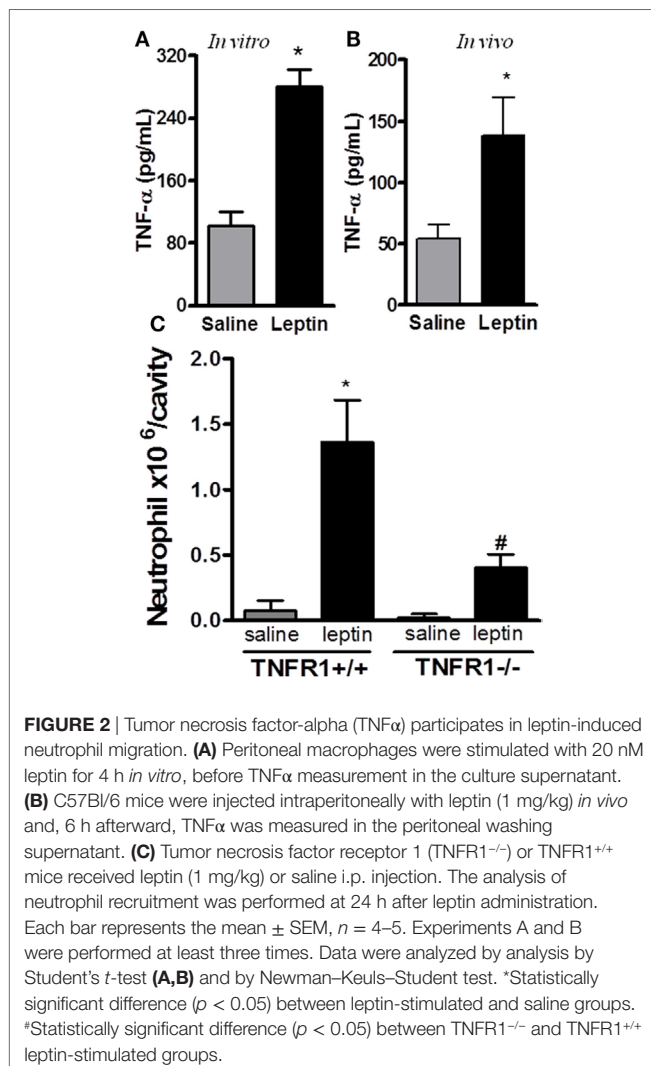 A In vitro
TNF-α (pg/mL)
320
240
160
80
0
*
Saline Leptin
B In vivo
TNF-α (pg/mL)
200
150
100
50
0
*
Saline Leptin
C
Neutrophil x10 ⁶/cavity
2.0
1.5
1.0
0.5
0.0
*
#
saline leptin saline leptin
TNFR1+/+ TNFR1-/-
FIGURE 2 | Tumor necrosis factor-alpha (TNFα) participates in leptin-induced
neutrophil migration. (A) Peritoneal macrophages were stimulated with 20 nM
leptin for 4 h in vitro, before TNFα measurement in the culture supernatant.
(B) C57Bl/6 mice were injected intraperitoneally with leptin (1 mg/kg) in vivo
and, 6 h afterward, TNFα was measured in the peritoneal washing
supernatant. (C) Tumor necrosis factor receptor 1 (TNFR1⁻/⁻) or TNFR1⁺/⁺
mice received leptin (1 mg/kg) or saline i.p. injection. The analysis of
neutrophil recruitment was performed at 24 h after leptin administration.
Each bar represents the mean ± SEM, n = 4–5. Experiments A and B
were performed at least three times. Data were analyzed by analysis by
Student's t-test (A,B) and by Newman–Keuls–Student test. *Statistically
significant difference (p < 0.05) between leptin-stimulated and saline groups.
#Statistically significant difference (p < 0.05) between TNFR1⁻/⁻ and TNFR1⁺/⁺
leptin-stimulated groups.